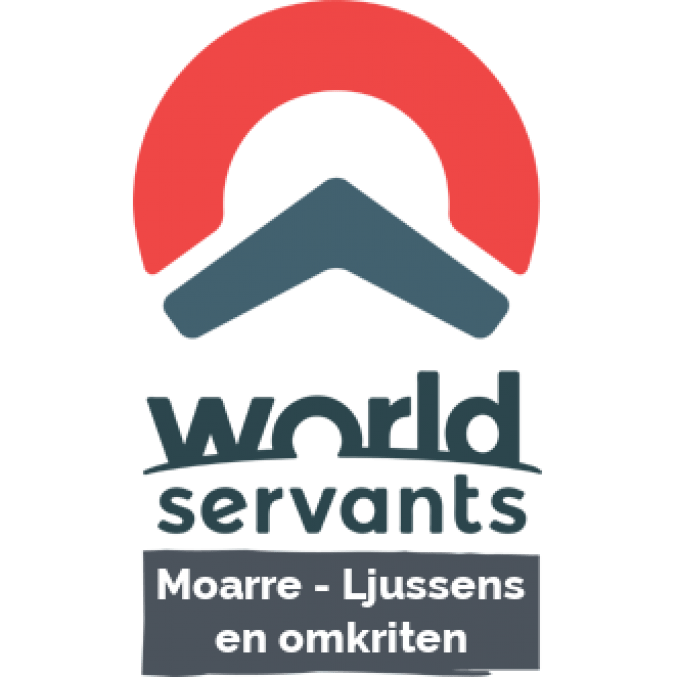 world
servants
Moarre - Ljussens
en omkriten